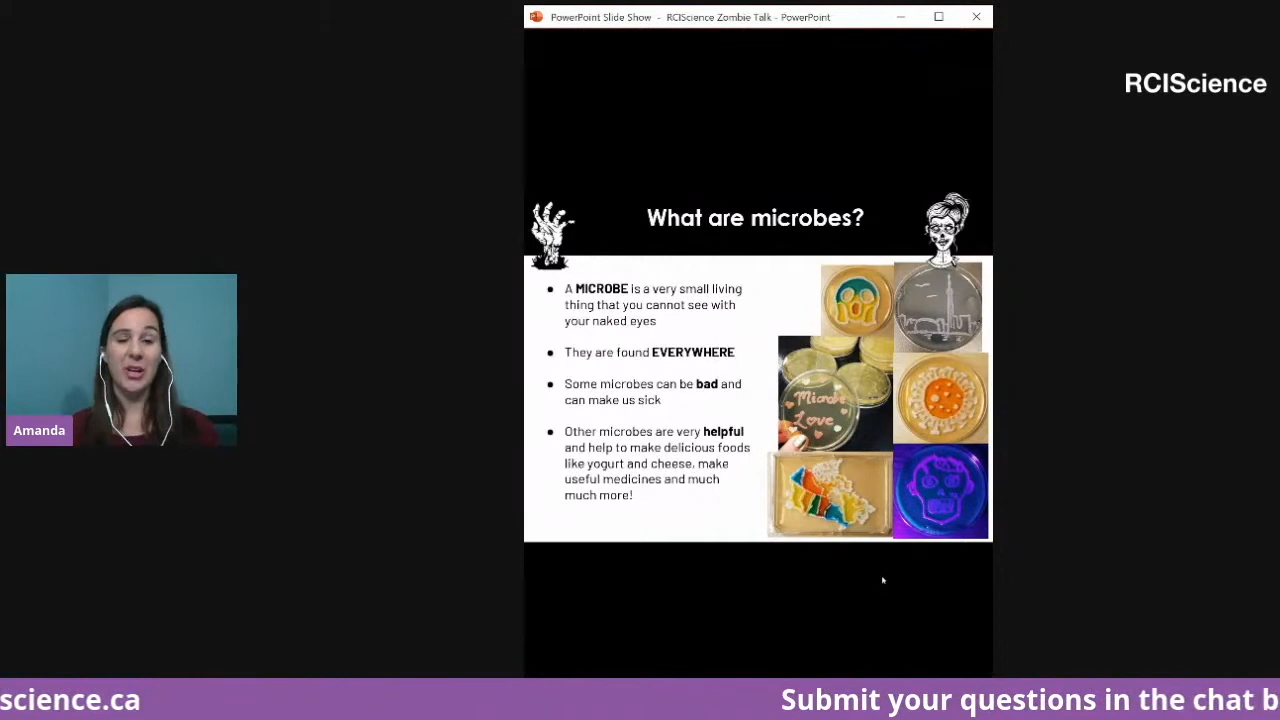 PowerPoint Slide Show - RCIScience Zombie Talk - PowerPoint
RCIScience
What are microbes?
A MICROBE is a very small living
thing that you cannot see with
your naked eyes
They are found EVERYWHERE
Some microbes can be bad and
can make us sick
Other microbes are very helpful
and help to make delicious foods
like yogurt and cheese, make
useful medicines and much
much more!
Microbe
Love
Amanda
science.ca
Submit your questions in the chat b